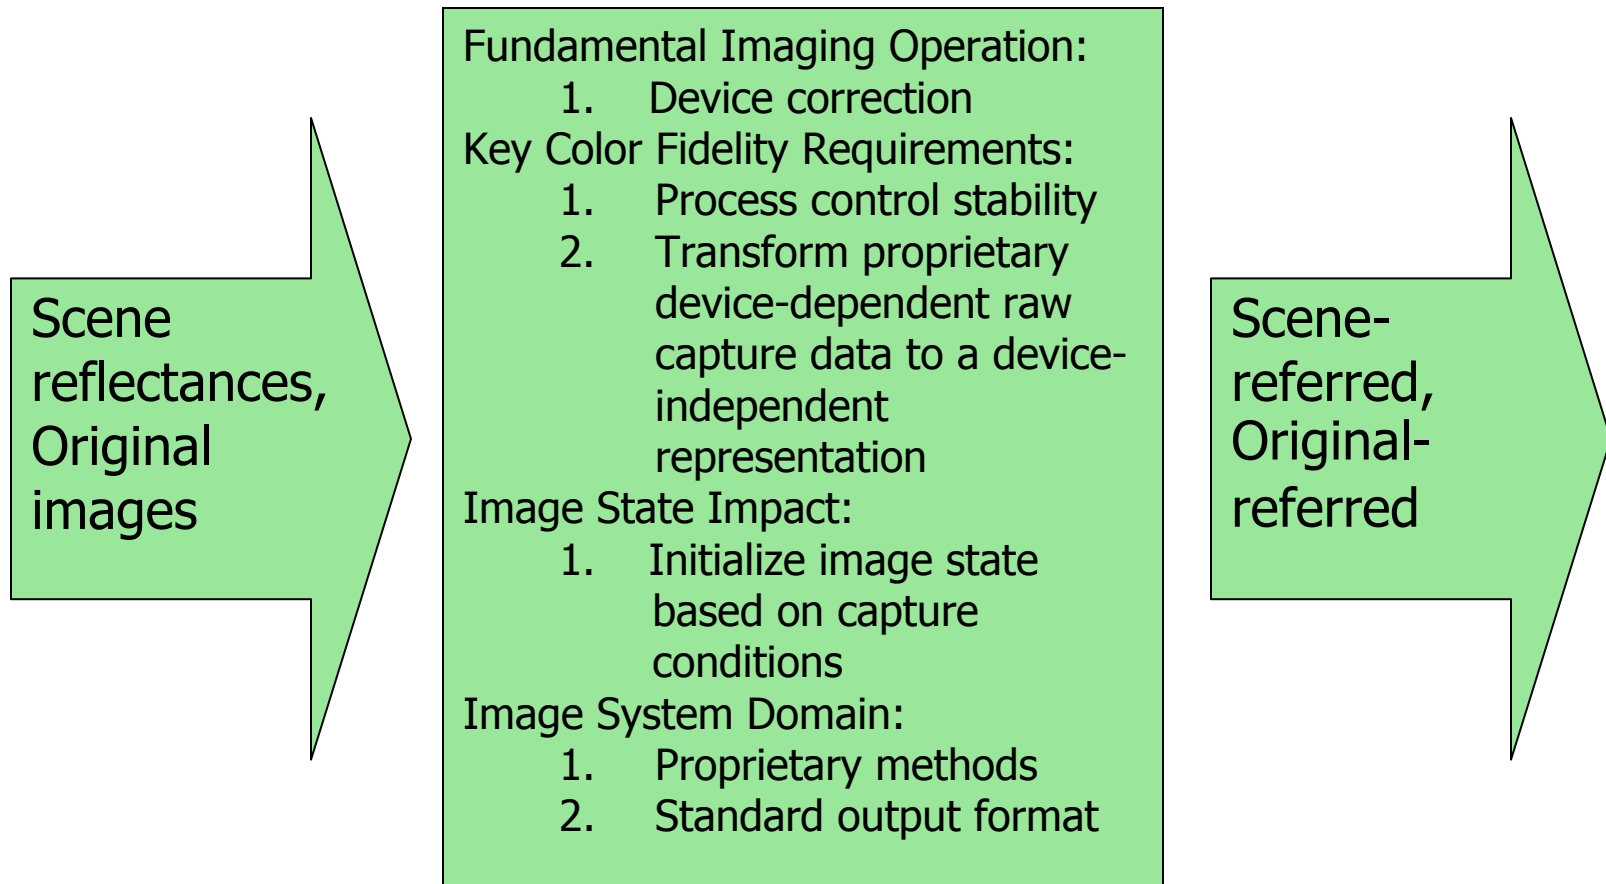 Scene
reflectances,
Original
images
Fundamental Imaging Operation:
1. Device correction
Key Color Fidelity Requirements:
1. Process control stability
2. Transform proprietary
device-dependent raw
capture data to a device-
independent
representation
Image State Impact:
1. Initialize image state
based on capture
conditions
Image System Domain:
1. Proprietary methods
2. Standard output format
Scene-
referred,
Original-
referred